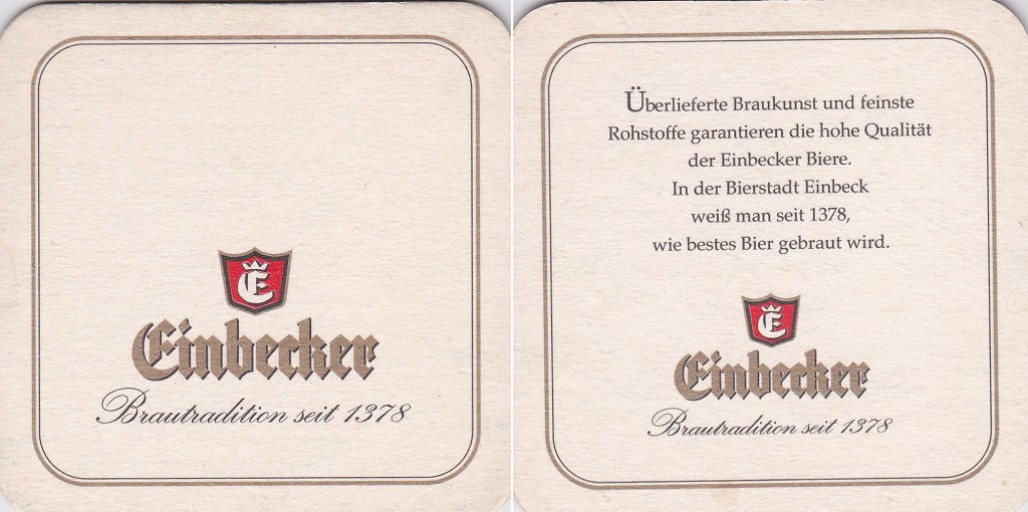 E
Einbecker
Brautradition seit 1378
Überlieferte Braukunst und feinste
Rohstoffe garantieren die hohe Qualität
der Einbecker Biere.
In der Bierstadt Einbeck
weiß man seit 1378,
wie bestes Bier gebraut wird.
E
Einbecker
Brautradition seit 1378